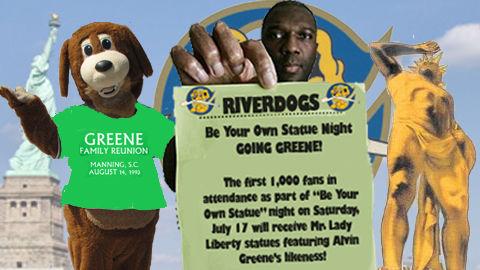 GREENE
FAMILY REUNION
MANNING, S.C.
AUGUST 14, 1993
RIVERDOGS
Be Your Own Statue Night
GOING GREENE!
The first 1,000 fans in
attendance as part of "Be Your
Own Statue" night on Saturday,
July 17 will receive Mr. Lady
Liberty statues featuring Alvin
Greene's likeness!